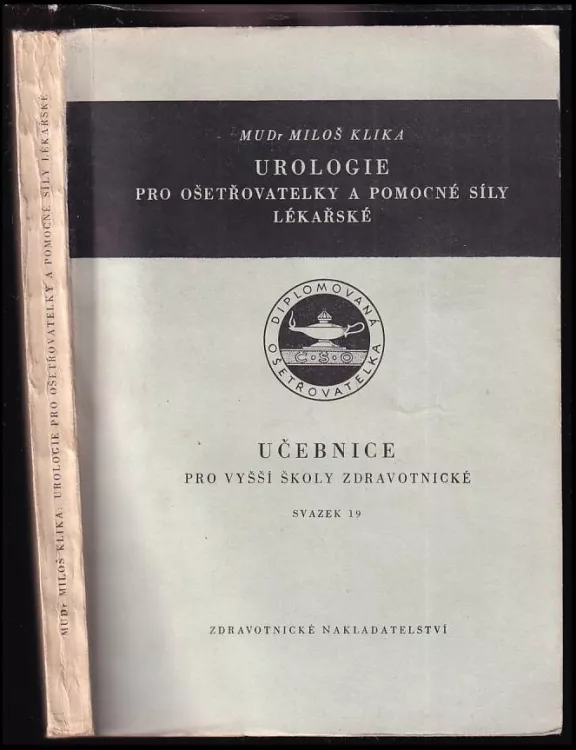 MUDr MILOŠ KLIKA: UROLOGIE PRO OŠETŘOVATELKY A POMOCNÉ SÍLY LÉKAŘSKÉ
MUDr MILOŠ KLIKA
UROLOGIE
PRO OŠETŘOVATELKY A POMOCNÉ SÍLY
LÉKAŘSKÉ
DIPLOMOVANÁ
Č·S·O
OŠETŘOVATELKA
UČEBNICE
PRO VYŠŠÍ ŠKOLY ZDRAVOTNICKÉ
SVAZEK 19
ZDRAVOTNICKÉ NAKLADATELSTVÍ